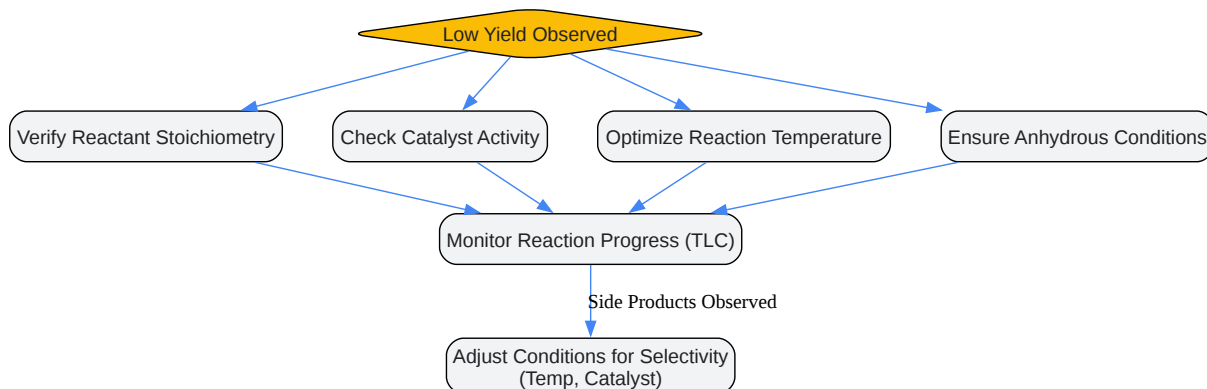 Low Yield Observed
Verify Reactant Stoichiometry
Check Catalyst Activity
Optimize Reaction Temperature
Ensure Anhydrous Conditions
Monitor Reaction Progress (TLC)
Side Products Observed
Adjust Conditions for Selectivity
(Temp, Catalyst)